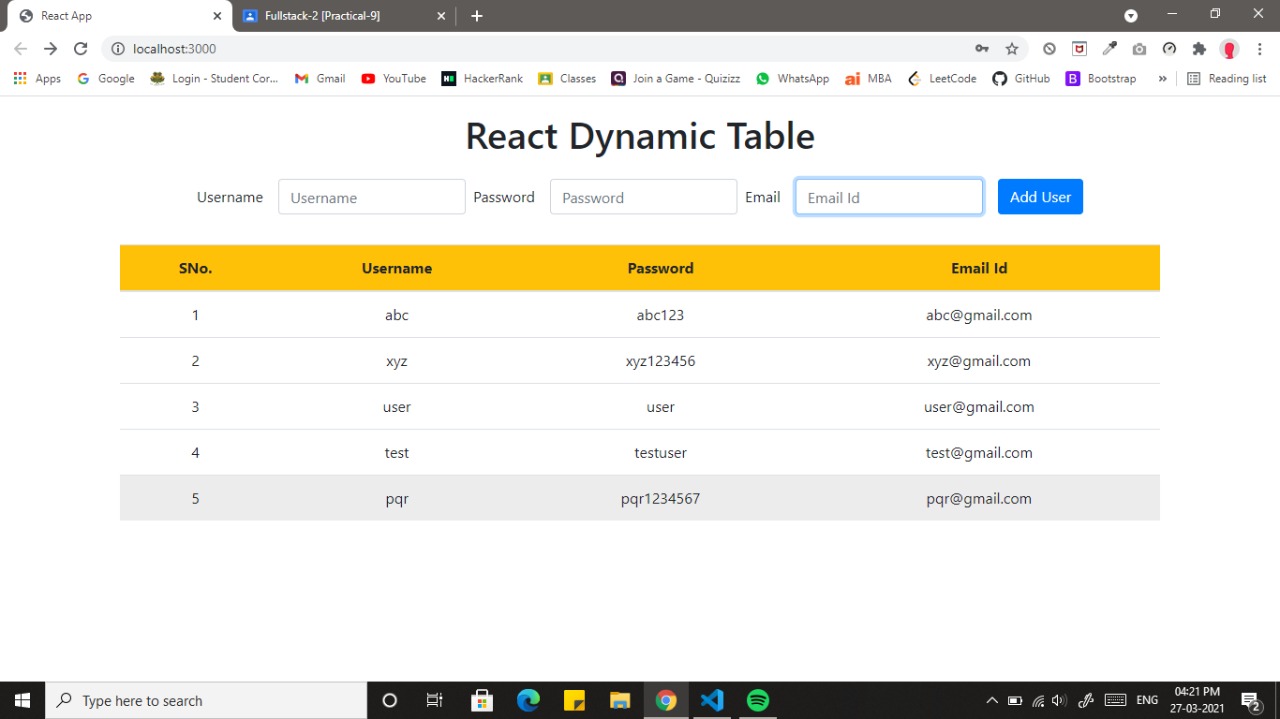 React App
Fullstack-2 [Practical-9]
localhost:3000
Apps Google Login - Student Cor... Gmail YouTube HackerRank Classes Join a Game - Quizizz WhatsApp MBA LeetCode GitHub Bootstrap » Reading list
React Dynamic Table
Username Username Password Password Email Email Id Add User
SNo. Username Password Email Id
1 abc abc123 abc@gmail.com
2 xyz xyz123456 xyz@gmail.com
3 user user user@gmail.com
4 test testuser test@gmail.com
5 pqr pqr1234567 pqr@gmail.com
Type here to search
ENG
04:21 PM
27-03-2021
2